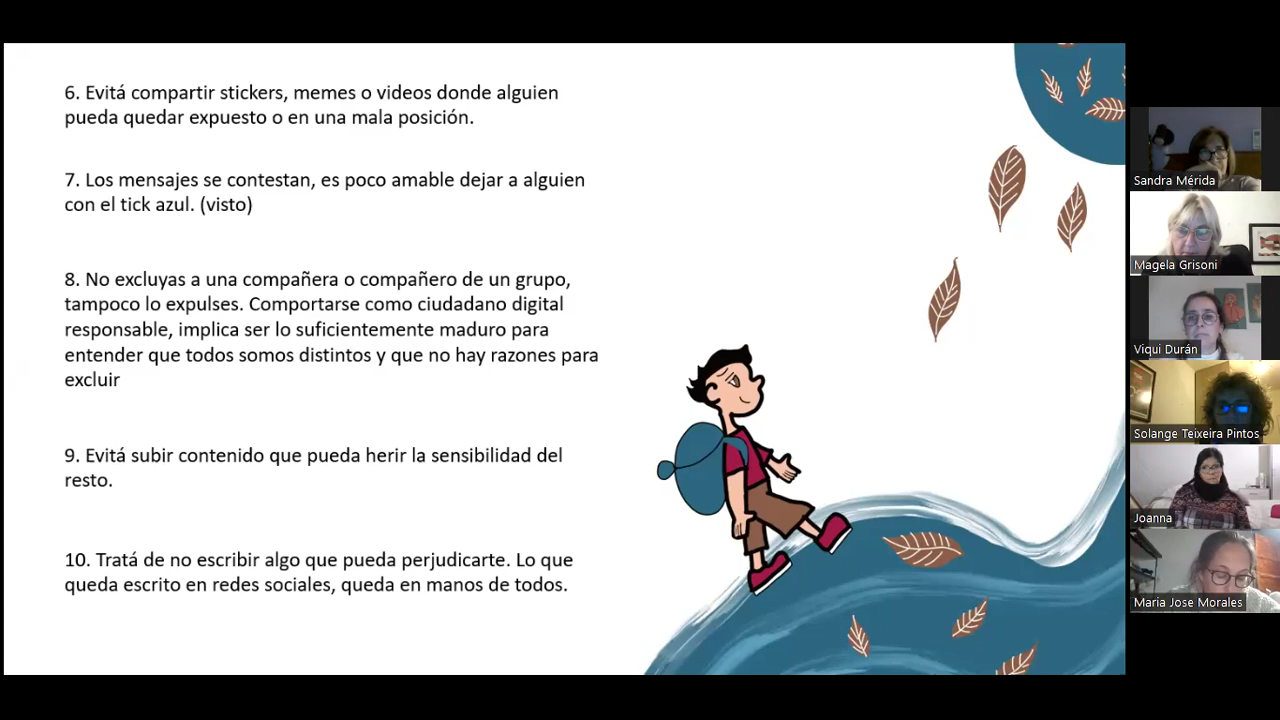 6. Evitá compartir stickers, memes o videos donde alguien
pueda quedar expuesto o en una mala posición.
7. Los mensajes se contestan, es poco amable dejar a alguien
con el tick azul. (visto)
8. No excluyas a una compañera o compañero de un grupo,
tampoco lo expulses. Comportarse como ciudadano digital
responsable, implica ser lo suficientemente maduro para
entender que todos somos distintos y que no hay razones para
excluir
9. Evitá subir contenido que pueda herir la sensibilidad del
resto.
10. Tratá de no escribir algo que pueda perjudicarte. Lo que
queda escrito en redes sociales, queda en manos de todos.
Sandra Mérida
Magela Grisoni
Viqui Durán
Solange Teixeira Pintos
Joanna
Maria Jose Morales